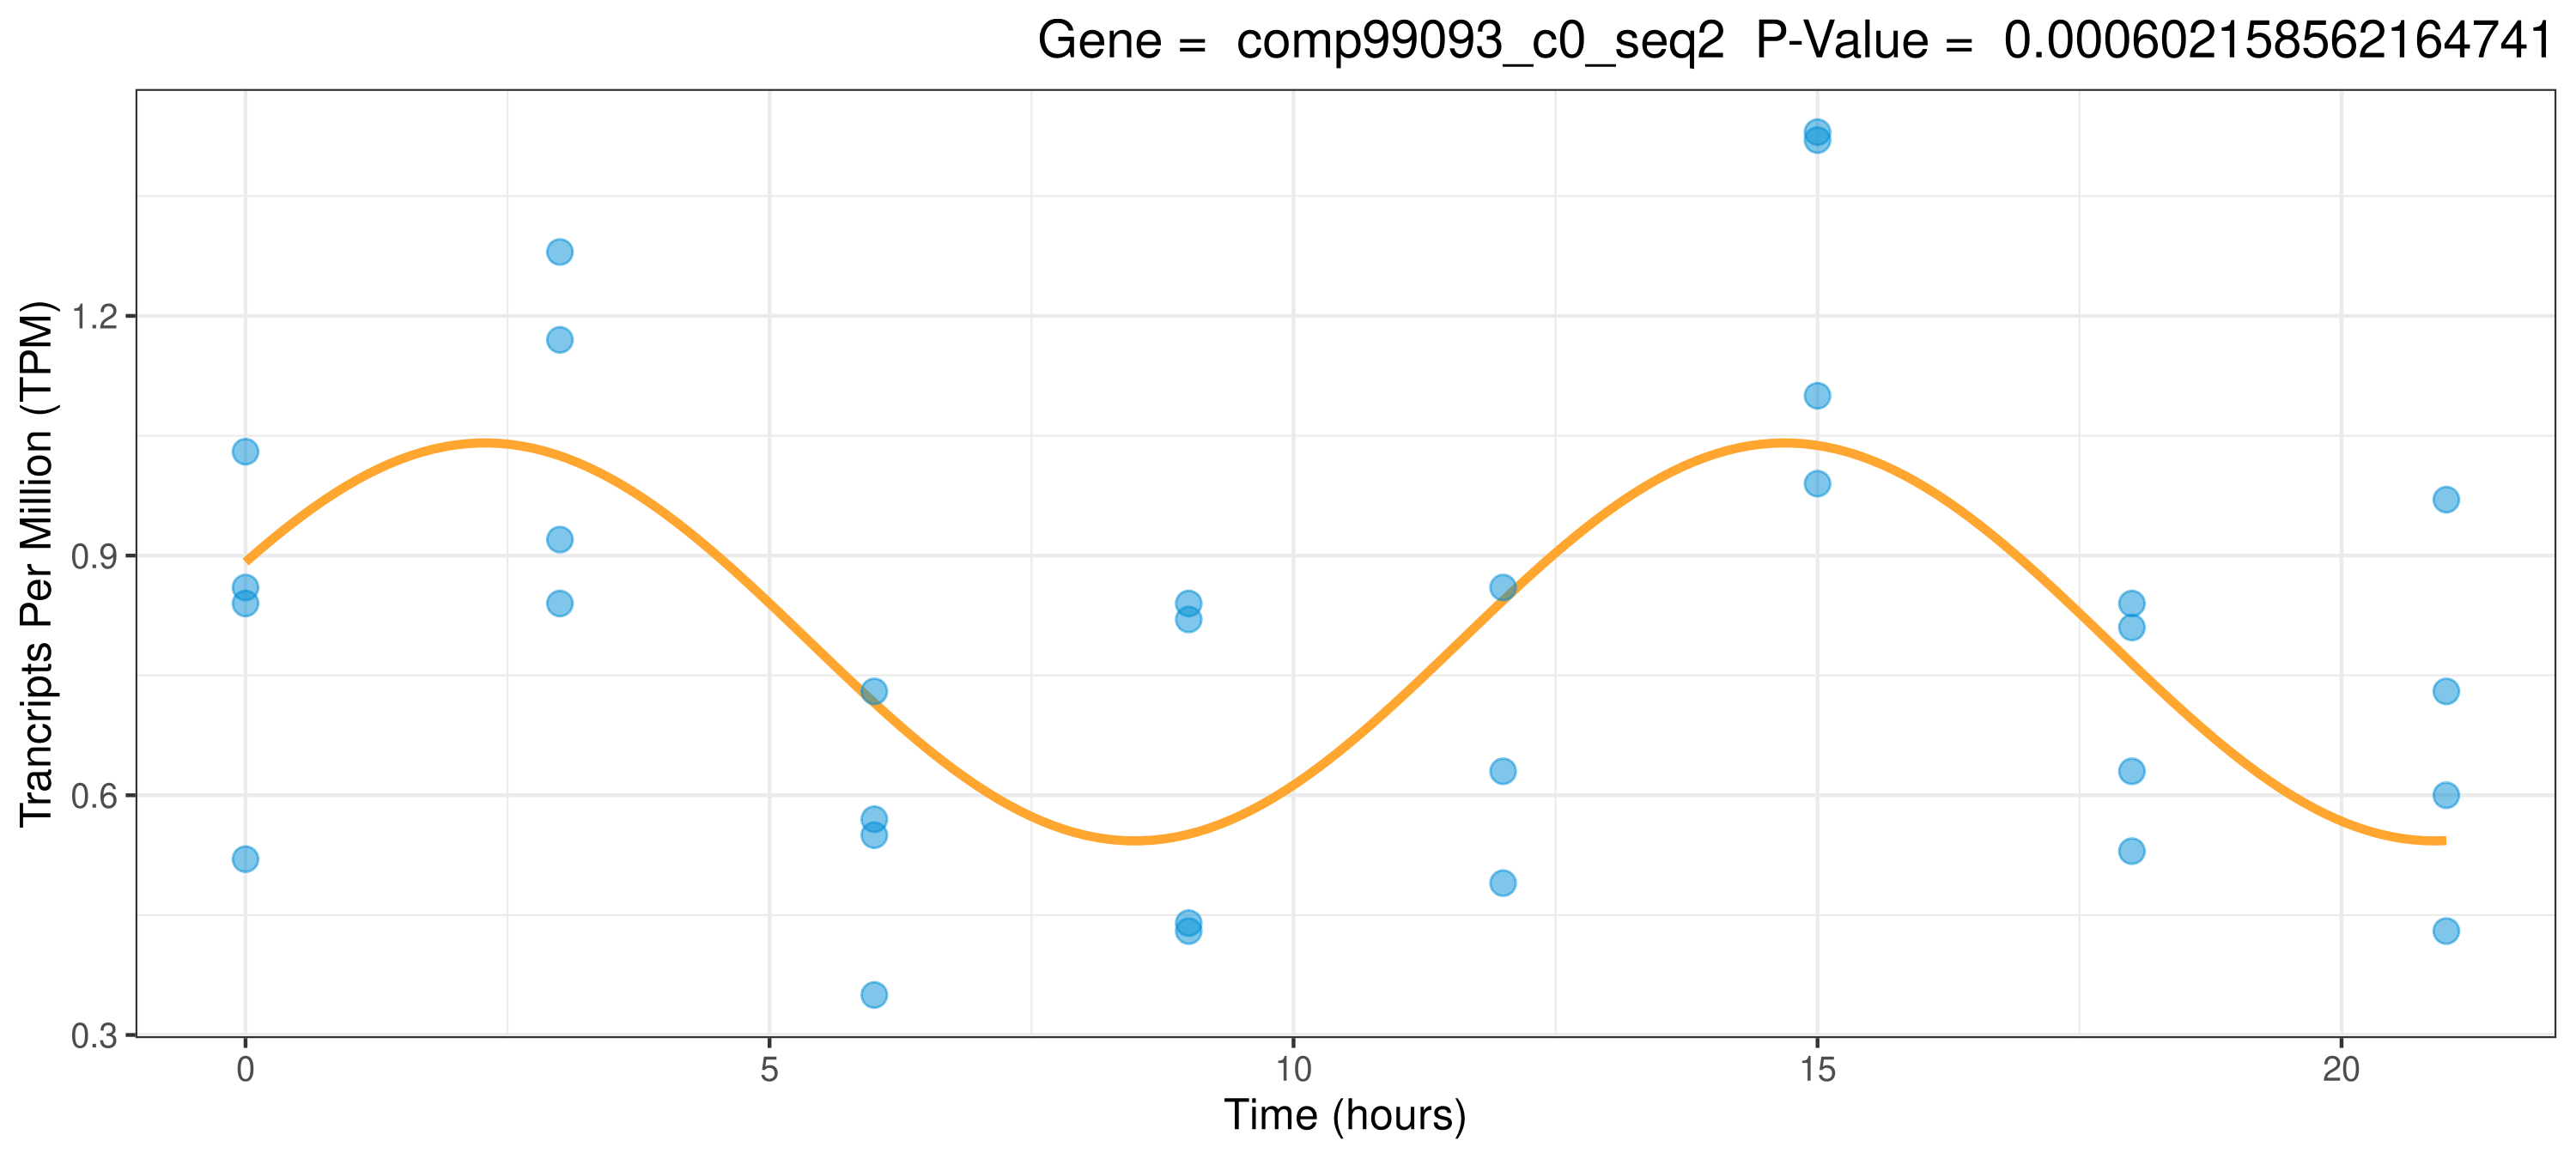 Gene =  comp99093_c0_seq2  P-Value =  0.000602158562164741
Trancripts Per Million (TPM)
1.2
0.9
0.6
0.3
0 5 10 15 20
Time (hours)